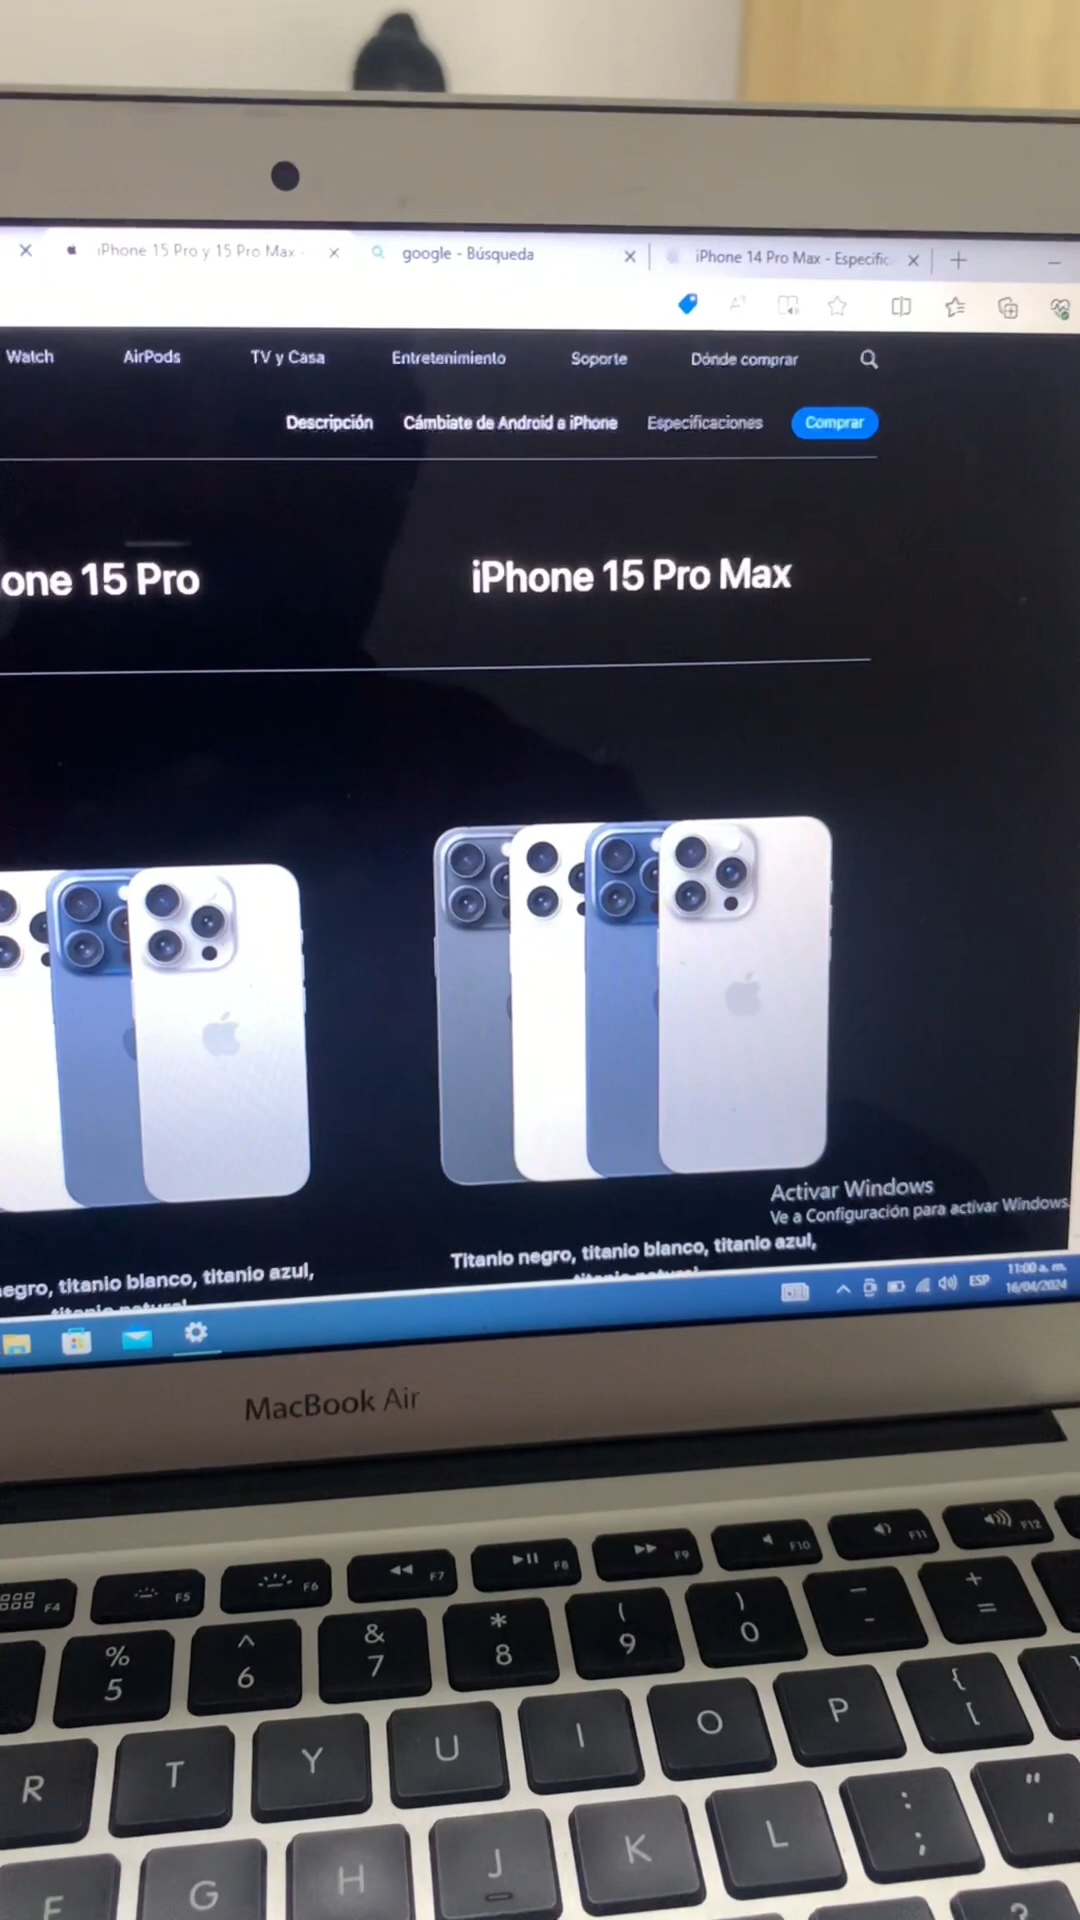 iPhone 15 Pro y 15 Pro Max -
google - Búsqueda
iPhone 14 Pro Max - Especific
Watch
AirPods
TV y Casa
Entretenimiento
Soporte
Dónde comprar
Descripción
Cámbiate de Android a iPhone
Especificaciones
Comprar
one 15 Pro
iPhone 15 Pro Max
Activar Windows
Ve a Configuración para activar Windows.
egro, titanio blanco, titanio azul,
titanio natural
Titanio negro, titanio blanco, titanio azul,
titanio natural
ESP
11:00 a. m.
16/04/2024
MacBook Air
F4
F5
F6
F7
F8
F9
F10
F11
F12
% ^ & * ( ) _ +
5 6 7 8 9 0 - =
{
R T Y U I O P [
: "
F G H J K L ; '
?